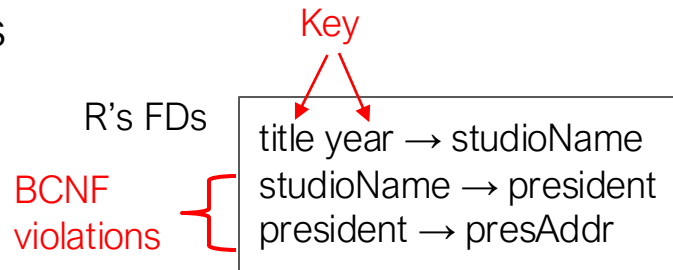 s
Key
R's FDs
title year → studioName
studioName → president
president → presAddr
BCNF
violations